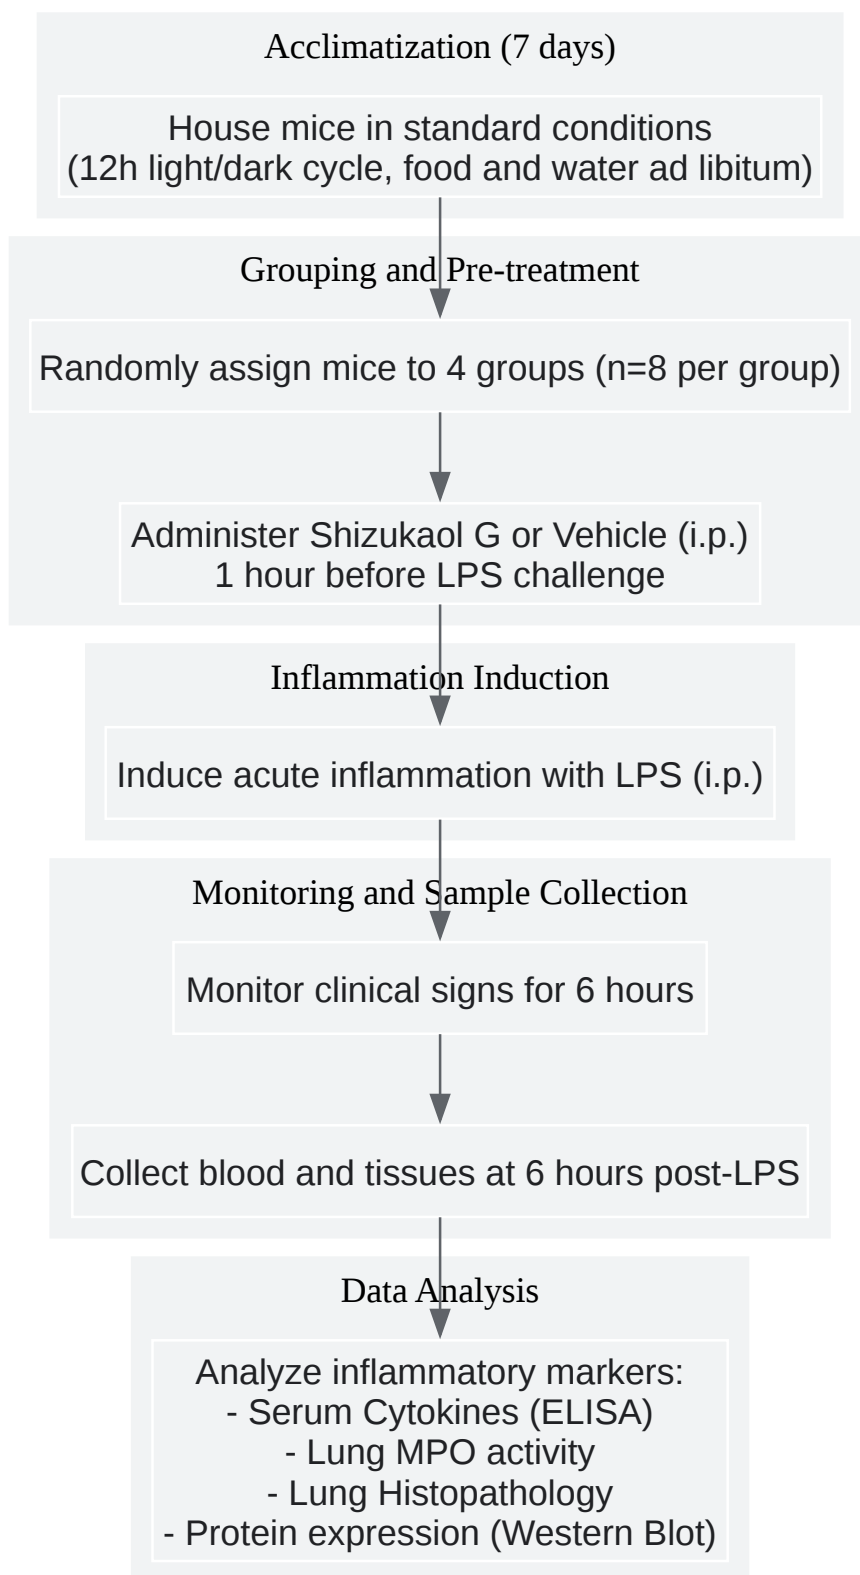 Acclimatization (7 days)
House mice in standard conditions
(12h light/dark cycle, food and water ad libitum)
Grouping and Pre-treatment
Randomly assign mice to 4 groups (n=8 per group)
Administer Shizukaol G or Vehicle (i.p.)
1 hour before LPS challenge
Inflammation Induction
Induce acute inflammation with LPS (i.p.)
Monitoring and Sample Collection
Monitor clinical signs for 6 hours
Collect blood and tissues at 6 hours post-LPS
Data Analysis
Analyze inflammatory markers:
- Serum Cytokines (ELISA)
- Lung MPO activity
- Lung Histopathology
- Protein expression (Western Blot)